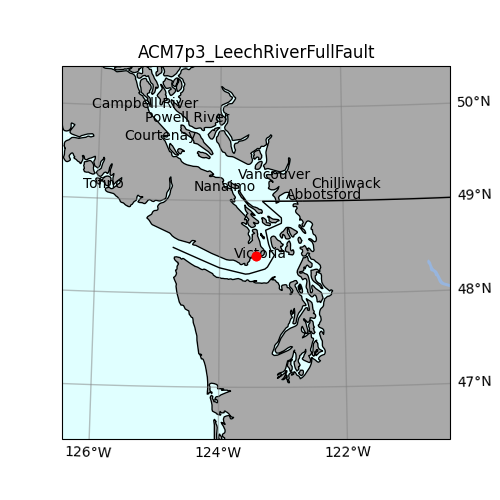 ACM7p3_LeechRiverFullFault
50°N
Campbell River
Powell River
Courtenay
Vancouver
Chilliwack
Tofino
Nanaimo
Abbotsford
49°N
Victoria
48°N
47°N
126°W
124°W
122°W